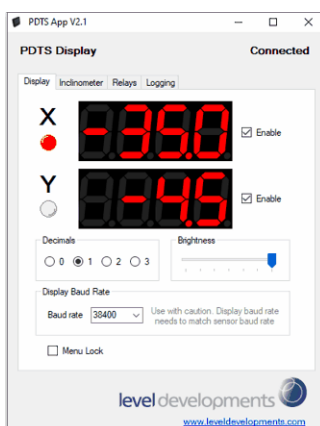 PDTS App V2.1
PDTS Display Connected
Display Inclinometer Relays Logging
X -35.0 Enable
Y -4.5 Enable
Decimals Brightness
0 1 2 3
Display Baud Rate
Baud rate 38400 Use with caution. Display baud rate
needs to match sensor baud rate
Menu Lock
level developments
www.leveldevelopments.com